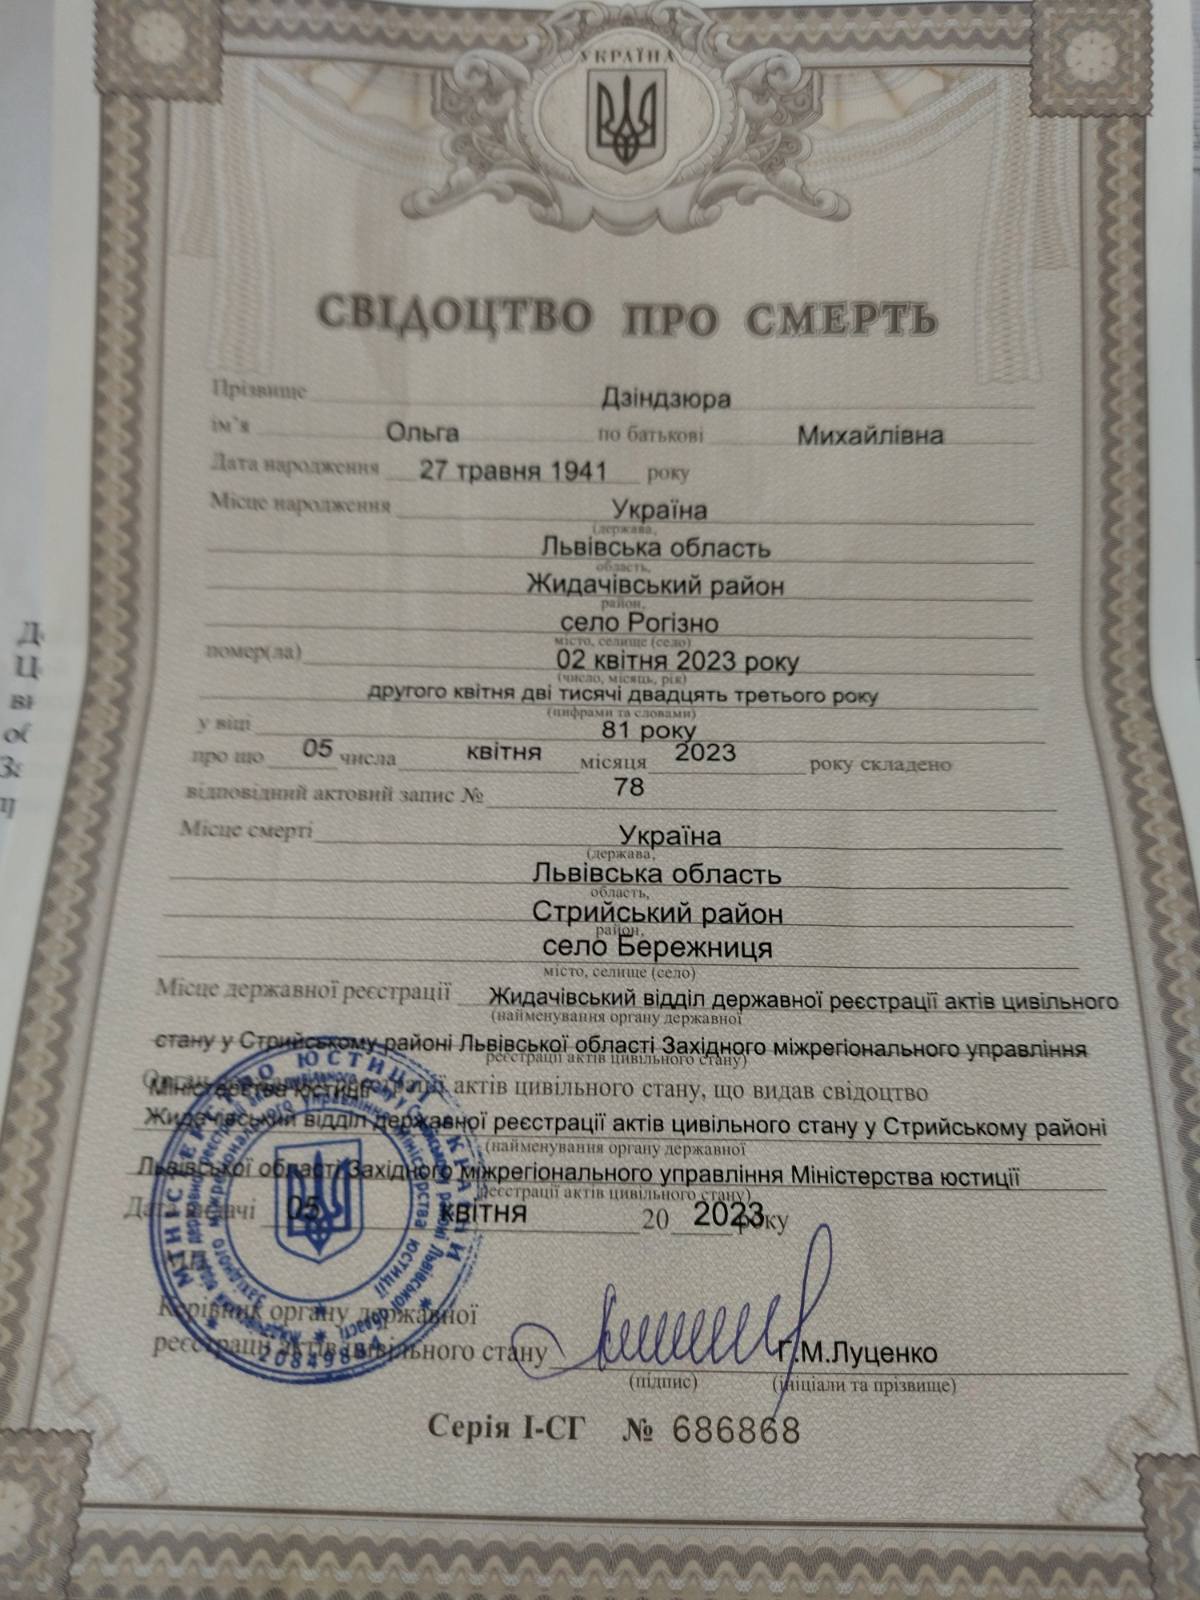 УКРАЇНА
СВІДОЦТВО ПРО СМЕРТЬ
Прізвище Дзіндзюра
ім'я Ольга по батькові Михайлівна
Дата народження 27 травня 1941 року
Місце народження Україна
(держава,
Львівська область
область,
Жидачівський район
район,
село Рогізно
місто, селище (село)
помер(ла) 02 квітня 2023 року
(число, місяць, рік)
другого квітня дві тисячі двадцять третього року
(цифрами та словами)
у віці 81 року
про що 05 числа квітня місяця 2023 року складено
відповідний актовий запис № 78
Місце смерті Україна
(держава,
Львівська область
область,
Стрийський район
район,
село Бережниця
місто, селище (село)
Місце державної реєстрації Жидачівський відділ державної реєстрації актів цивільного
(найменування органу державної
стану у Стрийському районі Львівської області Західного міжрегіонального управління
реєстрації актів цивільного стану)
Міністерства юстиції
Орган державної реєстрації актів цивільного стану, що видав свідоцтво
Жидачівський відділ державної реєстрації актів цивільного стану у Стрийському районі
(найменування органу державної
Львівської області Західного міжрегіонального управління Міністерства юстиції
реєстрації актів цивільного стану)
Дата видачі 05 квітня 20 2023 року
Керівник органу державної
реєстрації актів цивільного стану Г.М.Луценко
(підпис) (ініціали та прізвище)
Серія І-СГ № 686868
МІНІСТЕРСТВО ЮСТИЦІЇ УКРАЇНИ